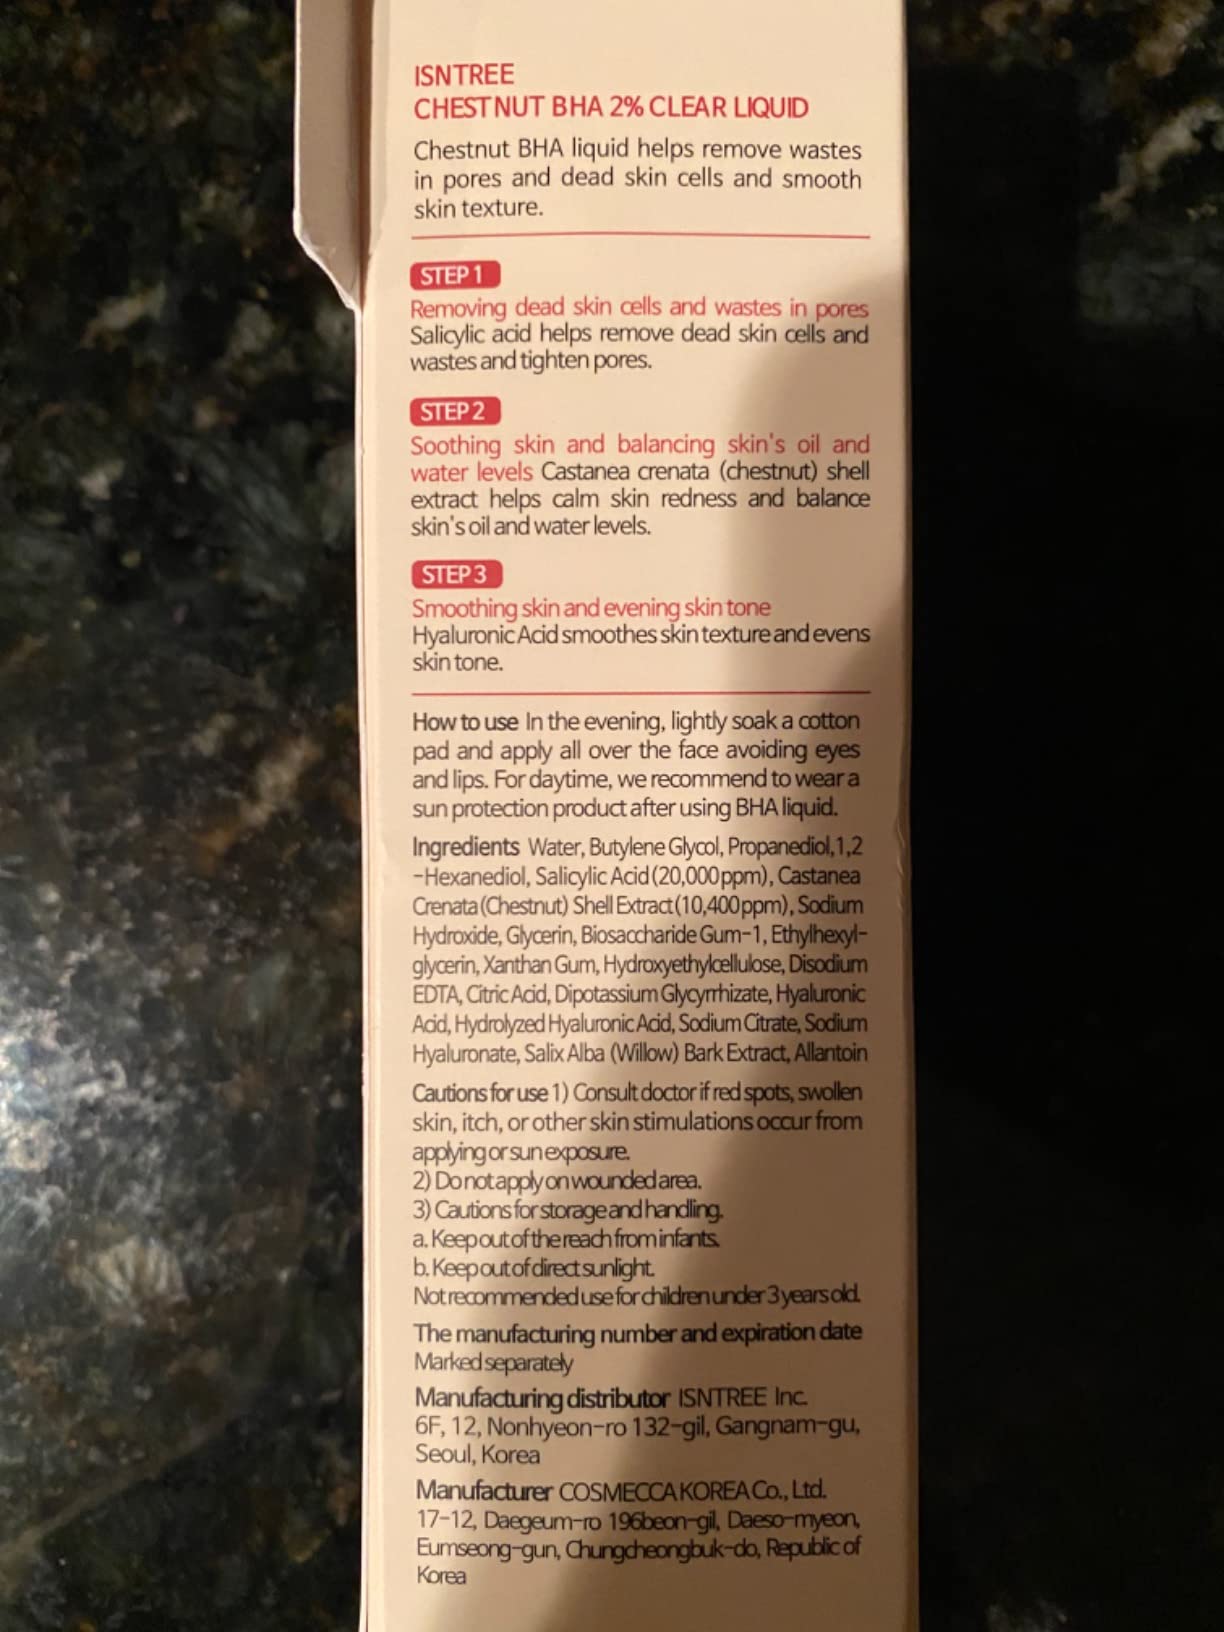 ISNTREE
CHESTNUT BHA 2% CLEAR LIQUID
Chestnut BHA liquid helps remove wastes
in pores and dead skin cells and smooth
skin texture.
STEP 1
Removing dead skin cells and wastes in pores
Salicylic acid helps remove dead skin cells and
wastes and tighten pores.
STEP 2
Soothing skin and balancing skin's oil and
water levels Castanea crenata (chestnut) shell
extract helps calm skin redness and balance
skin's oil and water levels.
STEP 3
Smoothing skin and evening skin tone
Hyaluronic Acid smoothes skin texture and evens
skin tone.
How to use In the evening, lightly soak a cotton
pad and apply all over the face avoiding eyes
and lips. For daytime, we recommend to wear a
sun protection product after using BHA liquid.
Ingredients Water, Butylene Glycol, Propanediol, 1,2
-Hexanediol, Salicylic Acid (20,000ppm), Castanea
Crenata (Chestnut) Shell Extract (10,400ppm), Sodium
Hydroxide, Glycerin, Biosaccharide Gum-1, Ethylhexyl-
glycerin, Xanthan Gum, Hydroxyethylcellulose, Disodium
EDTA, Citric Acid, Dipotassium Glycyrrhizate, Hyaluronic
Acid, Hydrolyzed Hyaluronic Acid, Sodium Citrate, Sodium
Hyaluronate, Salix Alba (Willow) Bark Extract, Allantoin
Cautions for use 1) Consult doctor if red spots, swollen
skin, itch, or other skin stimulations occur from
applying or sun exposure.
2) Do not apply on wounded area.
3) Cautions for storage and handling.
a. Keep out of the reach from infants.
b. Keep out of direct sunlight.
Not recommended use for children under 3 years old.
The manufacturing number and expiration date
Marked separately
Manufacturing distributor ISNTREE Inc.
6F, 12, Nonhyeon-ro 132-gil, Gangnam-gu,
Seoul, Korea
Manufacturer COSMECCA KOREA Co., Ltd.
17-12, Daegeum-ro 196beon-gil, Daeso-myeon,
Eumseong-gun, Chungcheongbuk-do, Republic of
Korea